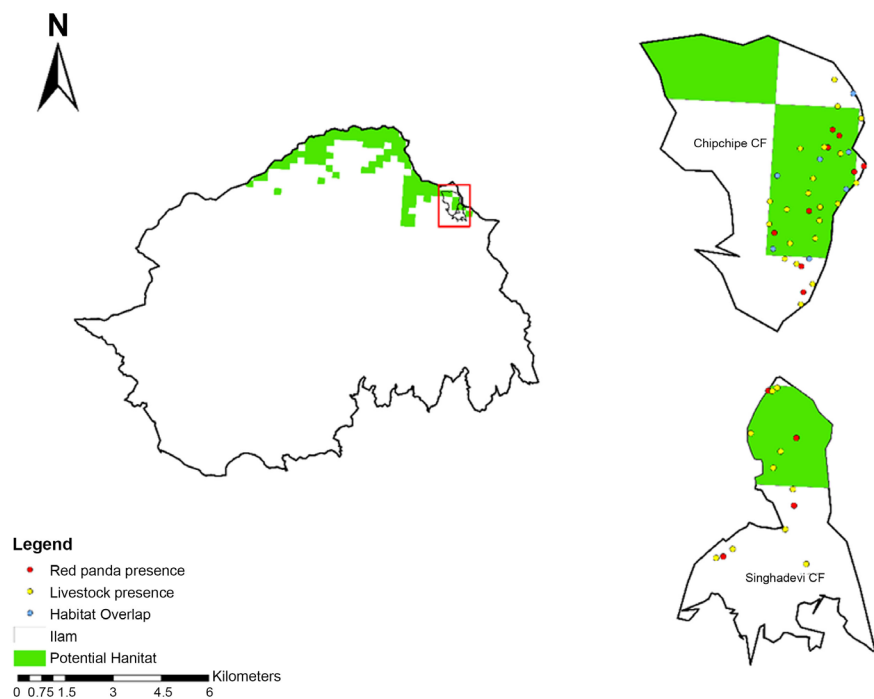 N
Chipchipe CF
Singhadevi CF
Legend
Red panda presence
Livestock presence
Habitat Overlap
Ilam
Potential Hanitat
Kilometers
0 0.75 1.5 3 4.5 6